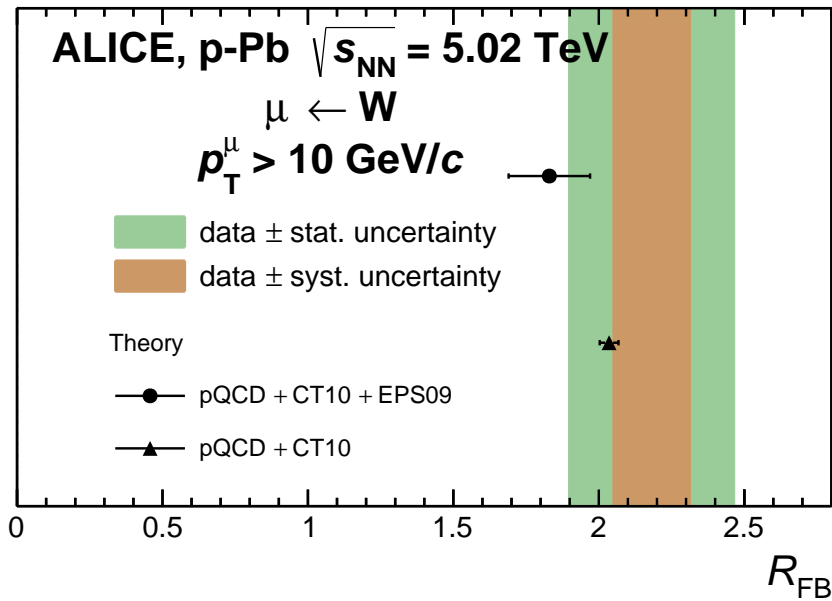 ALICE, p-Pb √s_NN = 5.02 TeV
μ ← W
p_T^μ > 10 GeV/c
data ± stat. uncertainty
data ± syst. uncertainty
Theory
pQCD + CT10 + EPS09
pQCD + CT10
0 0.5 1 1.5 2 2.5
R_FB